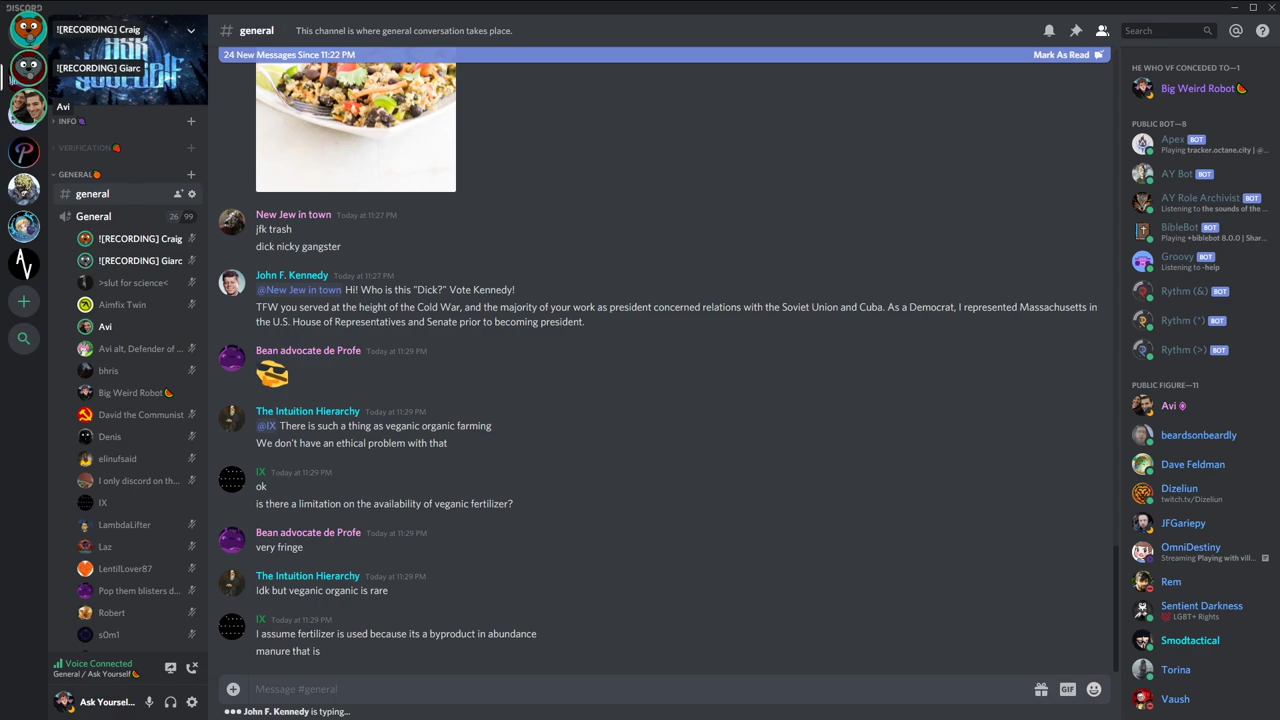 DISCORD
![RECORDING] Craig
![RECORDING] Giarc
ASK YOURSELF
Avi
INFO
VERIFICATION
GENERAL
general
General 26 99
![RECORDING] Craig
![RECORDING] Giarc
>slut for science<
Aimfix Twin
Avi
Avi alt, Defender of ...
bhris
Big Weird Robot
David the Communist
Denis
elinufsaid
I only discord on th...
IX
LambdaLifter
Laz
LentilLover87
Pop them blisters d...
Robert
s0m1
Voice Connected
General / Ask Yourself
Ask Yoursel...
# general This channel is where general conversation takes place.
Search
24 New Messages Since 11:22 PM Mark As Read
New Jew in town Today at 11:27 PM
jfk trash
dick nicky gangster
John F. Kennedy Today at 11:27 PM
@New Jew in town Hi! Who is this "Dick?" Vote Kennedy!
TFW you served at the height of the Cold War, and the majority of your work as president concerned relations with the Soviet Union and Cuba. As a Democrat, I represented Massachusetts in
the U.S. House of Representatives and Senate prior to becoming president.
Bean advocate de Profe Today at 11:29 PM
The Intuition Hierarchy Today at 11:29 PM
@IX There is such a thing as veganic organic farming
We don't have an ethical problem with that
IX Today at 11:29 PM
ok
is there a limitation on the availability of veganic fertilizer?
Bean advocate de Profe Today at 11:29 PM
very fringe
The Intuition Hierarchy Today at 11:29 PM
Idk but veganic organic is rare
IX Today at 11:29 PM
I assume fertilizer is used because its a byproduct in abundance
manure that is
Message #general
GIF
John F. Kennedy is typing...
HE WHO VF CONCEDED TO—1
Big Weird Robot
PUBLIC BOT—8
Apex BOT
Playing tracker.octane.city | @...
AY Bot BOT
AY Role Archivist BOT
Listening to the sounds of the ...
BibleBot BOT
Playing +biblebot 8.0.0 | Shar...
Groovy BOT
Listening to -help
Rythm (&) BOT
Rythm (*) BOT
Rythm (>) BOT
PUBLIC FIGURE—11
Avi
beardsonbeardly
Dave Feldman
Dizeliun
twitch.tv/Dizeliun
JFGariepy
OmniDestiny
Streaming Playing with vill...
Rem
Sentient Darkness
LGBT+ Rights
Smodtactical
Torina
Vaush